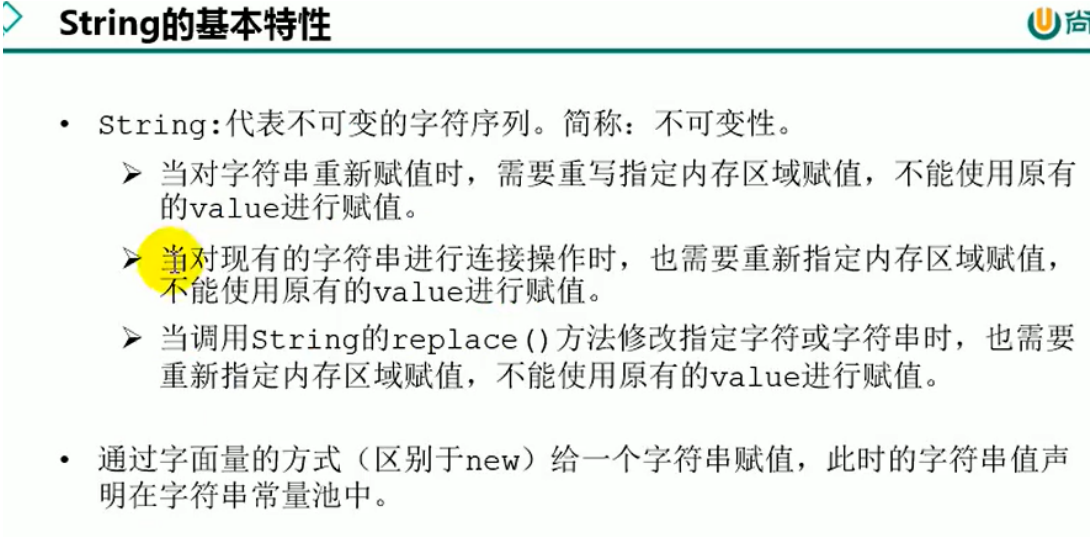 String的基本特性
尚
• String:代表不可变的字符序列。简称：不可变性。
➢ 当对字符串重新赋值时，需要重写指定内存区域赋值，不能使用原有
的value进行赋值。
➢ 当对现有的字符串进行连接操作时，也需要重新指定内存区域赋值，
不能使用原有的value进行赋值。
➢ 当调用String的replace()方法修改指定字符或字符串时，也需要
重新指定内存区域赋值，不能使用原有的value进行赋值。
• 通过字面量的方式（区别于new）给一个字符串赋值，此时的字符串值声
明在字符串常量池中。